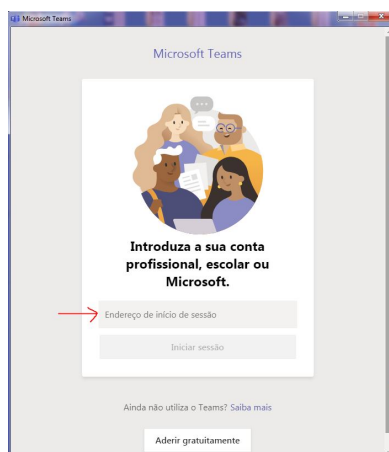 Microsoft Teams
Microsoft Teams
Introduza a sua conta
profissional, escolar ou
Microsoft.
Endereço de início de sessão
Iniciar sessão
Ainda não utiliza o Teams? Saiba mais
Aderir gratuitamente